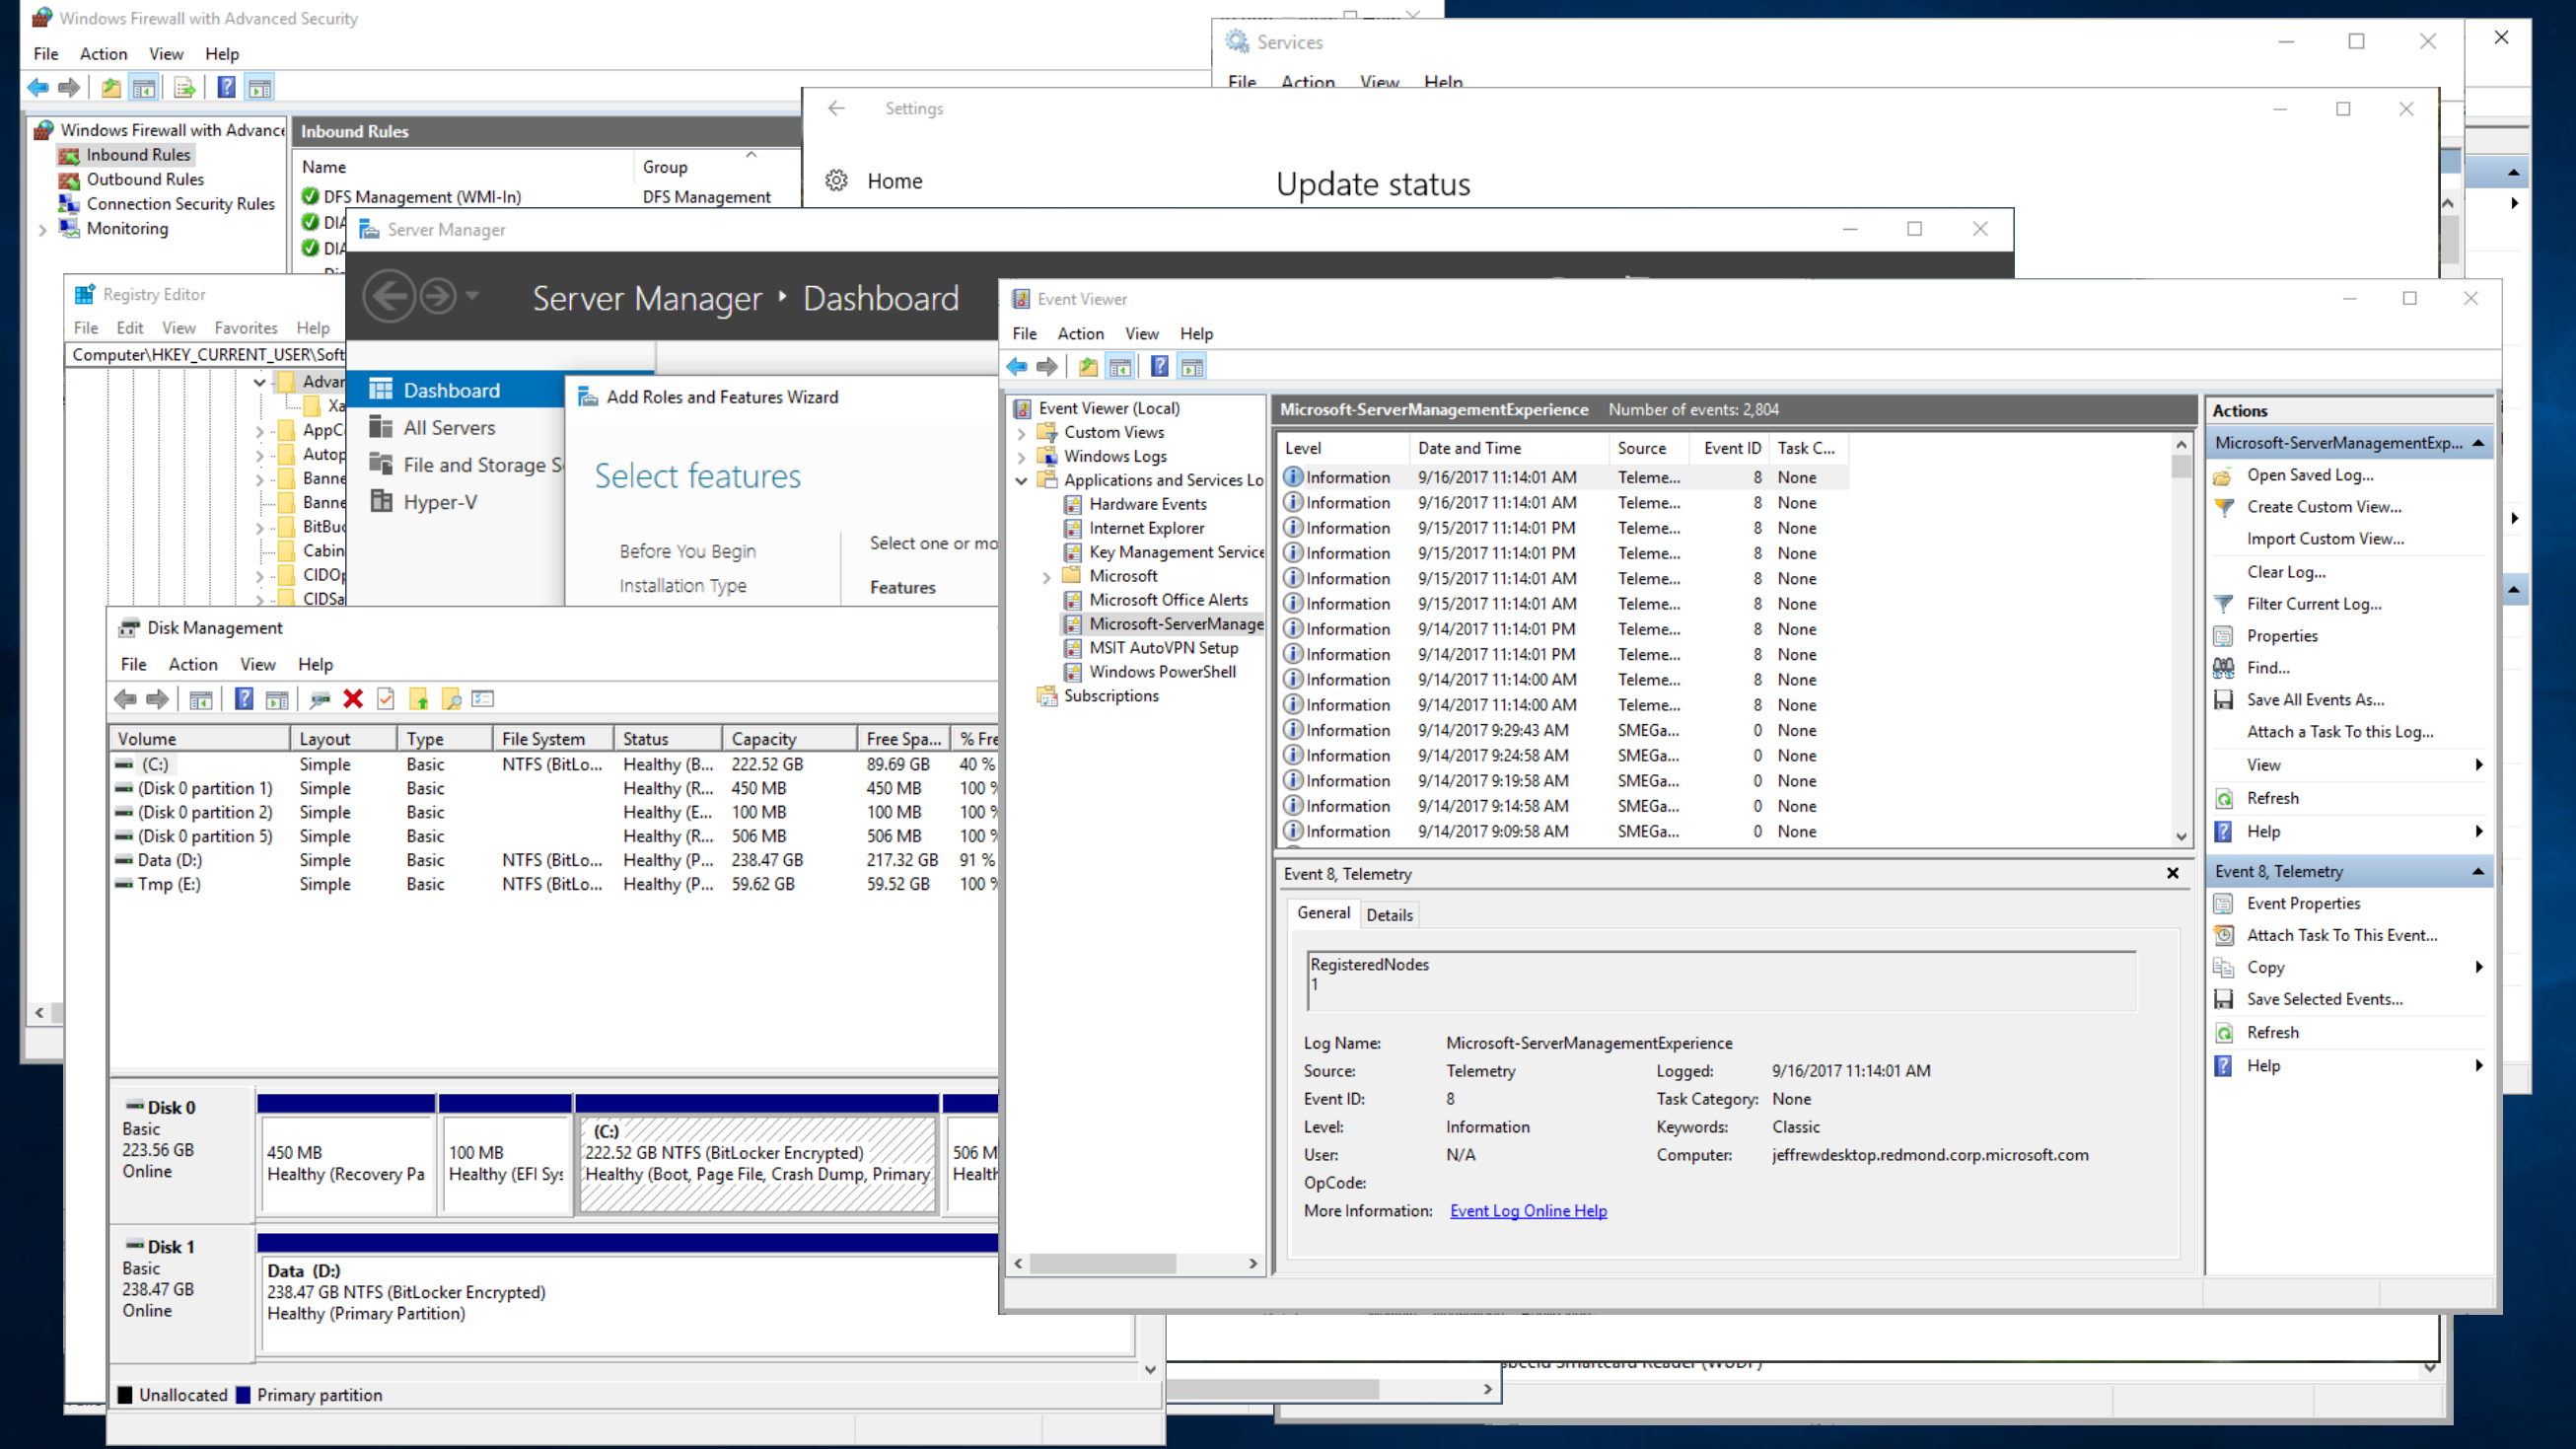 Windows Firewall with Advanced Security
File Action View Help
Windows Firewall with Advance
Inbound Rules
Outbound Rules
Connection Security Rules
Monitoring
Inbound Rules
Name Group
DFS Management (WMI-In) DFS Management
DIA
DIA
Services
File Action View Help
Settings
Home
Update status
Registry Editor
File Edit View Favorites Help
Computer\HKEY_CURRENT_USER\Soft
Advar
Xa
AppC
Autop
Banne
Banne
BitBuc
Cabin
CIDOp
CIDSa
Server Manager
Server Manager Dashboard
Dashboard
All Servers
File and Storage S
Hyper-V
Add Roles and Features Wizard
Select features
Before You Begin
Installation Type
Select one or mo
Features
Disk Management
File Action View Help
Volume Layout Type File System Status Capacity Free Spa... % Fre
(C:) Simple Basic NTFS (BitLo... Healthy (B... 222.52 GB 89.69 GB 40 %
(Disk 0 partition 1) Simple Basic Healthy (R... 450 MB 450 MB 100 %
(Disk 0 partition 2) Simple Basic Healthy (E... 100 MB 100 MB 100 %
(Disk 0 partition 5) Simple Basic Healthy (R... 506 MB 506 MB 100 %
Data (D:) Simple Basic NTFS (BitLo... Healthy (P... 238.47 GB 217.32 GB 91 %
Tmp (E:) Simple Basic NTFS (BitLo... Healthy (P... 59.62 GB 59.52 GB 100 %
Disk 0
Basic
223.56 GB
Online
450 MB
Healthy (Recovery Pa
100 MB
Healthy (EFI Sys
(C:)
222.52 GB NTFS (BitLocker Encrypted)
Healthy (Boot, Page File, Crash Dump, Primary
506 M
Health
Disk 1
Basic
238.47 GB
Online
Data (D:)
238.47 GB NTFS (BitLocker Encrypted)
Healthy (Primary Partition)
Unallocated Primary partition
Event Viewer
File Action View Help
Event Viewer (Local)
Custom Views
Windows Logs
Applications and Services Lo
Hardware Events
Internet Explorer
Key Management Service
Microsoft
Microsoft Office Alerts
Microsoft-ServerManage
MSIT AutoVPN Setup
Windows PowerShell
Subscriptions
Microsoft-ServerManagementExperience Number of events: 2,804
Level Date and Time Source Event ID Task C...
Information 9/16/2017 11:14:01 AM Teleme... 8 None
Information 9/16/2017 11:14:01 AM Teleme... 8 None
Information 9/15/2017 11:14:01 PM Teleme... 8 None
Information 9/15/2017 11:14:01 PM Teleme... 8 None
Information 9/15/2017 11:14:01 AM Teleme... 8 None
Information 9/15/2017 11:14:01 AM Teleme... 8 None
Information 9/14/2017 11:14:01 PM Teleme... 8 None
Information 9/14/2017 11:14:01 PM Teleme... 8 None
Information 9/14/2017 11:14:00 AM Teleme... 8 None
Information 9/14/2017 11:14:00 AM Teleme... 8 None
Information 9/14/2017 9:29:43 AM SMEGa... 0 None
Information 9/14/2017 9:24:58 AM SMEGa... 0 None
Information 9/14/2017 9:19:58 AM SMEGa... 0 None
Information 9/14/2017 9:14:58 AM SMEGa... 0 None
Information 9/14/2017 9:09:58 AM SMEGa... 0 None
Event 8, Telemetry
General Details
RegisteredNodes
1
Log Name: Microsoft-ServerManagementExperience
Source: Telemetry Logged: 9/16/2017 11:14:01 AM
Event ID: 8 Task Category: None
Level: Information Keywords: Classic
User: N/A Computer: jeffrewdesktop.redmond.corp.microsoft.com
OpCode:
More Information: Event Log Online Help
Actions
Microsoft-ServerManagementExp...
Open Saved Log...
Create Custom View...
Import Custom View...
Clear Log...
Filter Current Log...
Properties
Find...
Save All Events As...
Attach a Task To this Log...
View
Refresh
Help
Event 8, Telemetry
Event Properties
Attach Task To This Event...
Copy
Save Selected Events...
Refresh
Help
Smartcard Reader (WUDF)